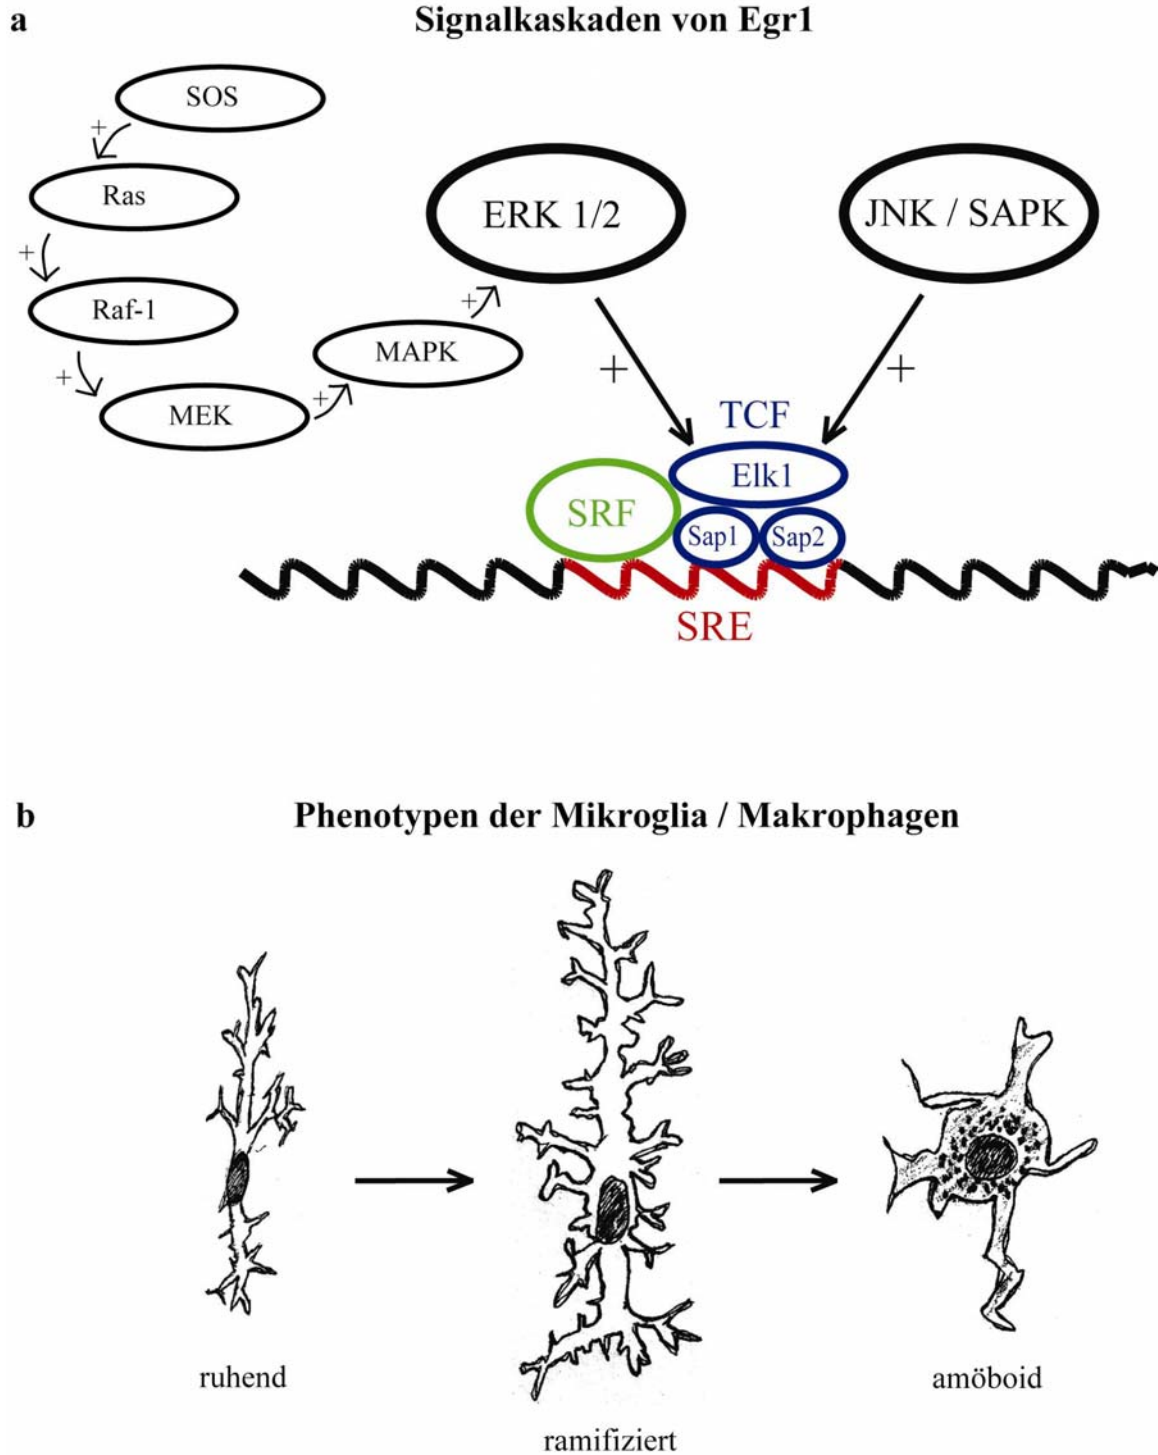 a
Signalkaskaden von Egr1
SOS
+
Ras
+
Raf-1
+
MEK
+
MAPK
+
ERK 1/2
JNK / SAPK
+
+
TCF
Elk1
SRF
Sap1
Sap2
SRE
b
Phenotypen der Mikroglia / Makrophagen
ruhend
ramifiziert
amöboid